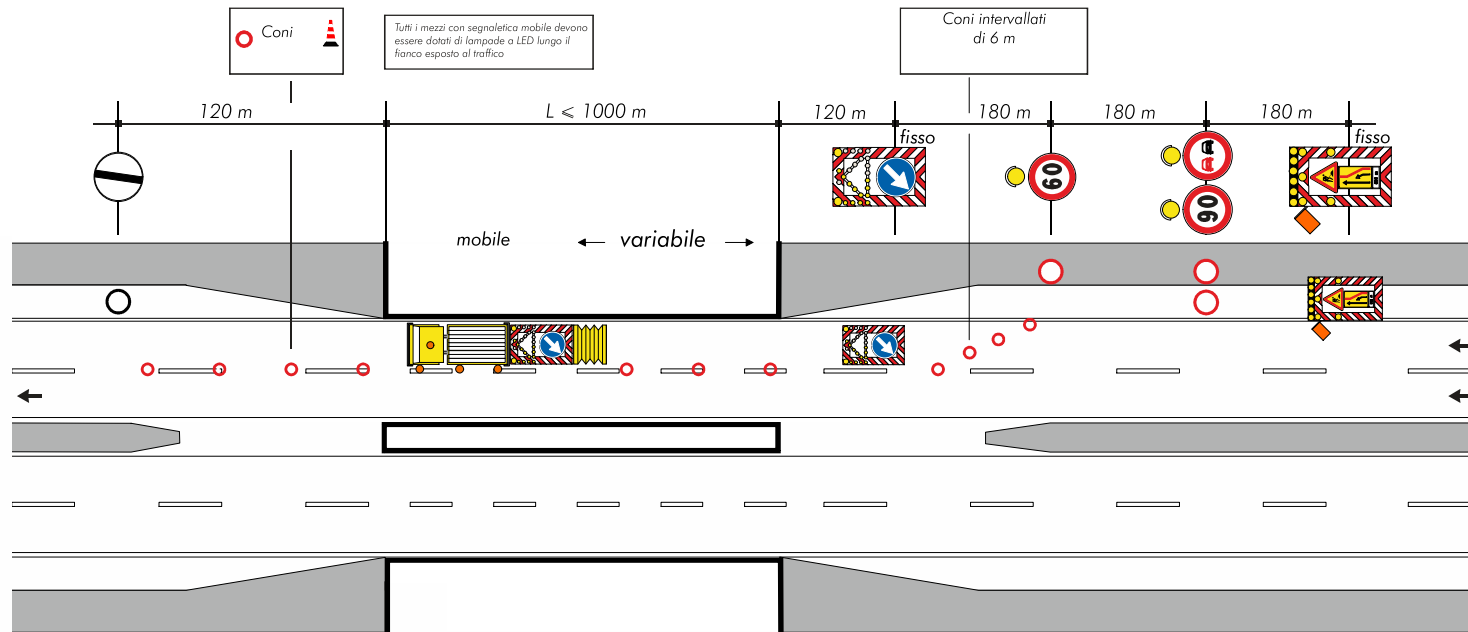 Coni
Tutti i mezzi con segnaletica mobile devono
essere dotati di lampade a LED lungo il
fianco esposto al traffico
Coni intervallati
di 6 m
120 m
L ⩽ 1000 m
120 m
180 m
180 m
180 m
fisso
fisso
60
90
mobile
variabile